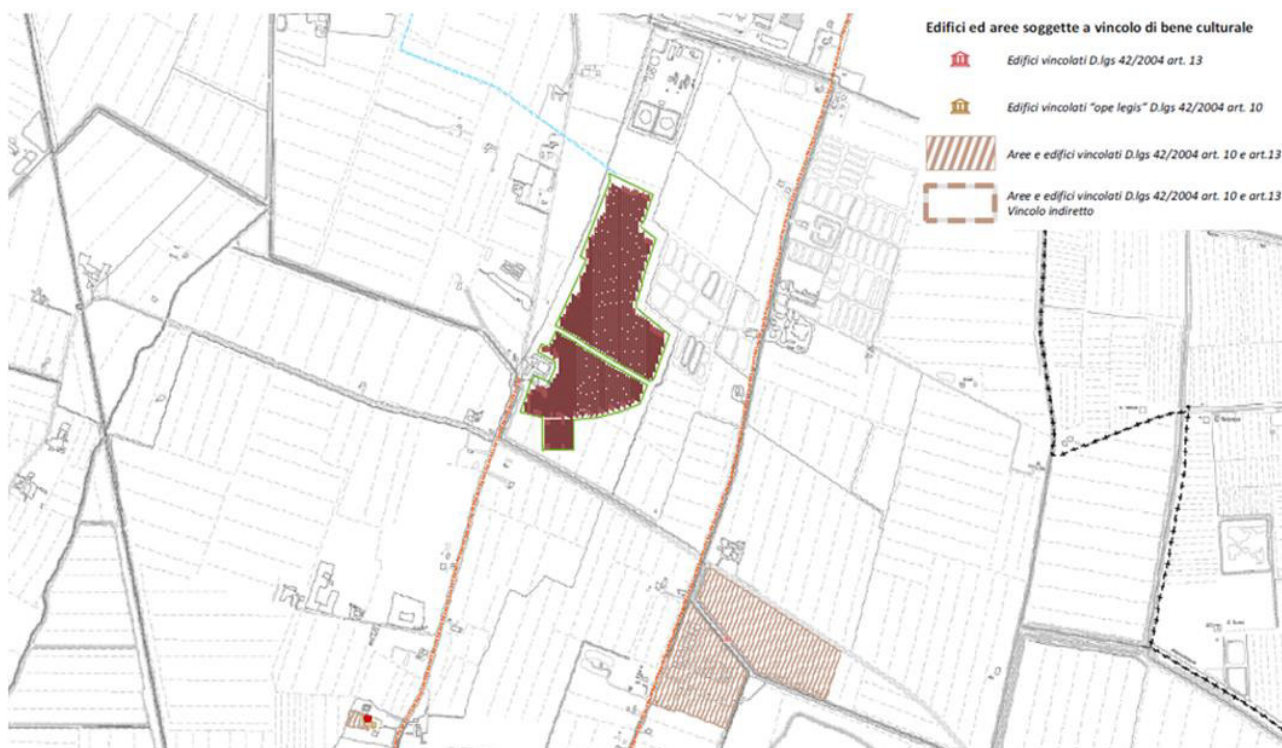 Edifici ed aree soggette a vincolo di bene culturale
Edifici vincolati D.lgs 42/2004 art. 13
Edifici vincolati "ope legis" D.lgs 42/2004 art. 10
Aree e edifici vincolati D.lgs 42/2004 art. 10 e art.13
Aree e edifici vincolati D.lgs 42/2004 art. 10 e art.13
Vincolo indiretto